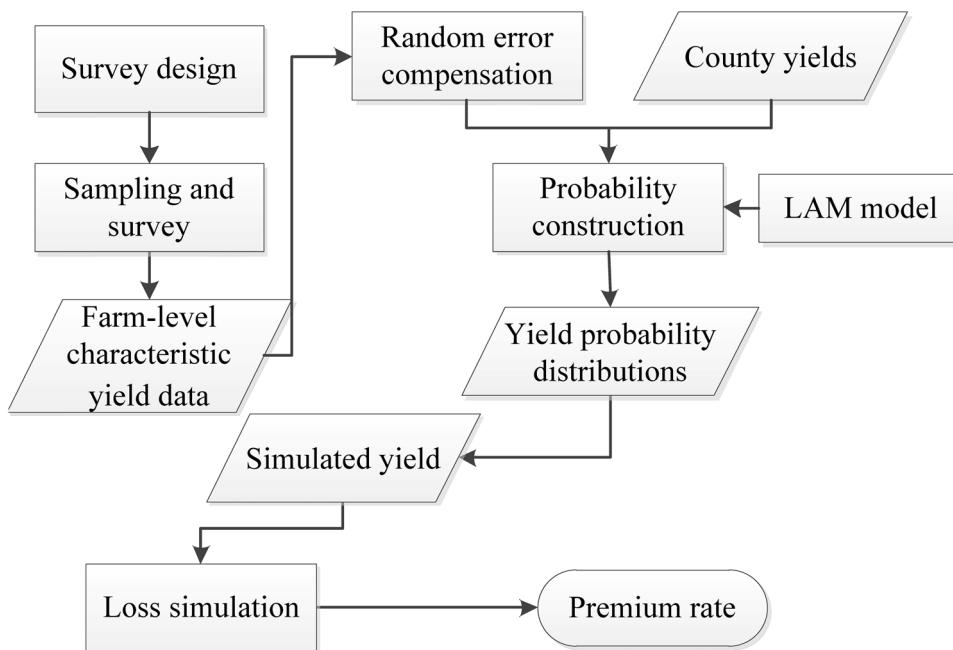 Survey design
Random error
compensation
County yields
Sampling and
survey
Probability
construction
LAM model
Farm-level
characteristic
yield data
Yield probability
distributions
Simulated yield
Loss simulation
Premium rate